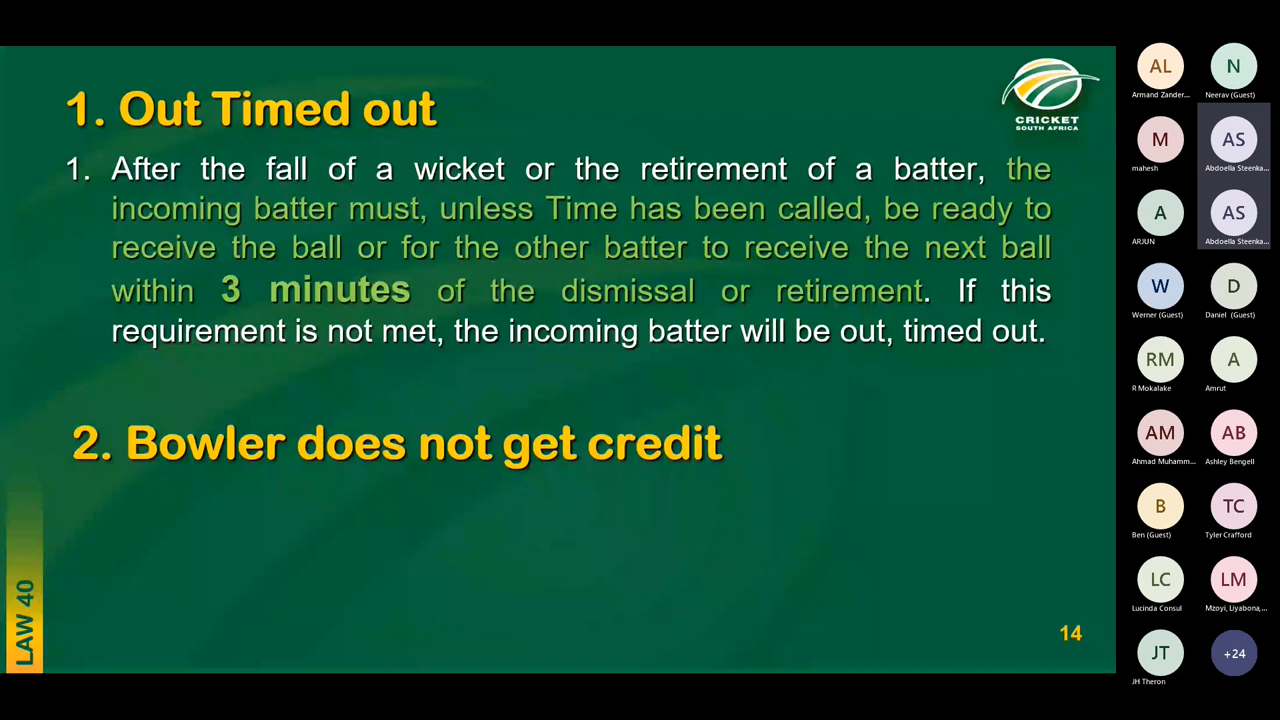 1. Out Timed out
CRICKET
SOUTH AFRICA
1. After the fall of a wicket or the retirement of a batter, the
incoming batter must, unless Time has been called, be ready to
receive the ball or for the other batter to receive the next ball
within 3 minutes of the dismissal or retirement. If this
requirement is not met, the incoming batter will be out, timed out.
2. Bowler does not get credit
LAW 40
14
AL
Armand Zander...
N
Neerav (Guest)
M
mahesh
AS
Abdoella Steenka...
A
ARJUN
AS
Abdoella Steenka...
W
Werner (Guest)
D
Daniel (Guest)
RM
R Mokalake
A
Amrut
AM
Ahmad Muhamm...
AB
Ashley Bengell
B
Ben (Guest)
TC
Tyler Crafford
LC
Lucinda Consul
LM
Mzoyi, Liyabona,...
JT
JH Theron
+24